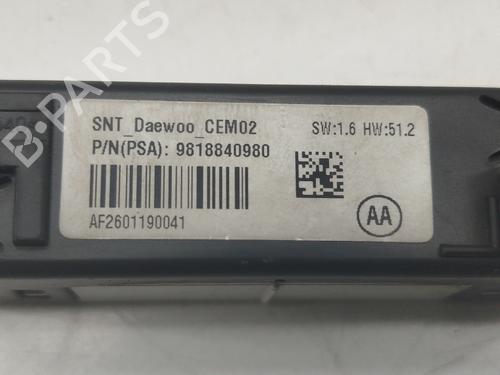 B-PARTS
SNT_Daewoo_CEM02
SW:1.6 HW:51.2
P/N(PSA): 9818840980
AF2601190041
AA